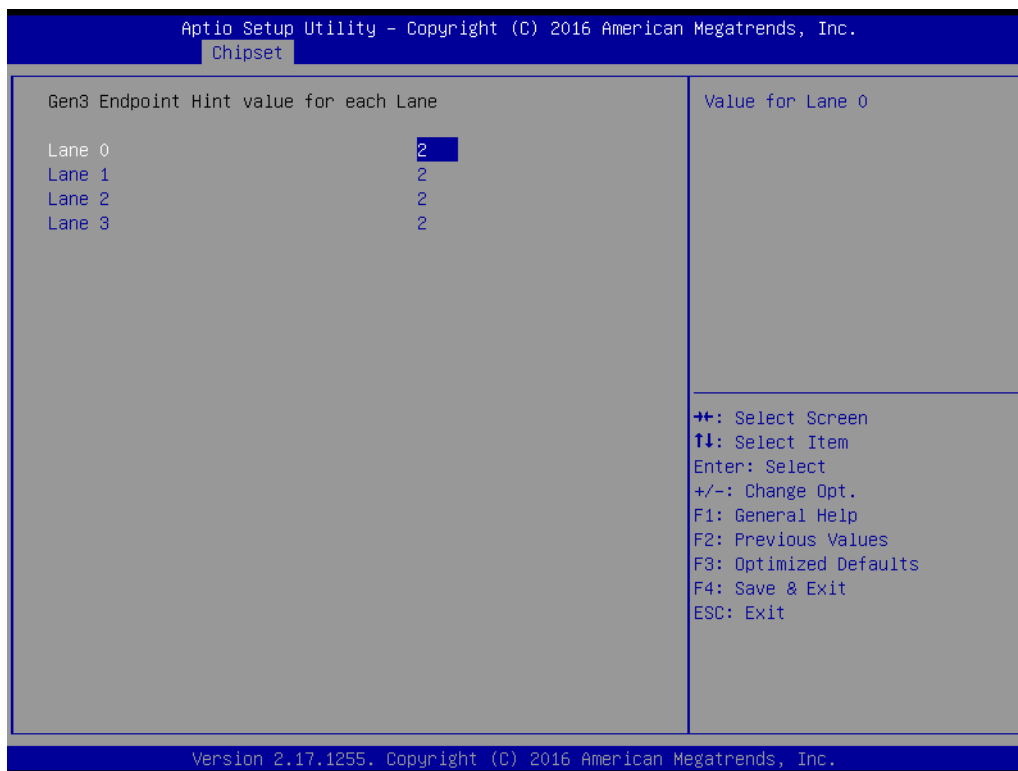 Aptio Setup Utility – Copyright (C) 2016 American Megatrends, Inc.
Chipset
Gen3 Endpoint Hint value for each Lane
Lane 0 2
Lane 1 2
Lane 2 2
Lane 3 2
Value for Lane 0
→←: Select Screen
↑↓: Select Item
Enter: Select
+/-: Change Opt.
F1: General Help
F2: Previous Values
F3: Optimized Defaults
F4: Save & Exit
ESC: Exit
Version 2.17.1255. Copyright (C) 2016 American Megatrends, Inc.